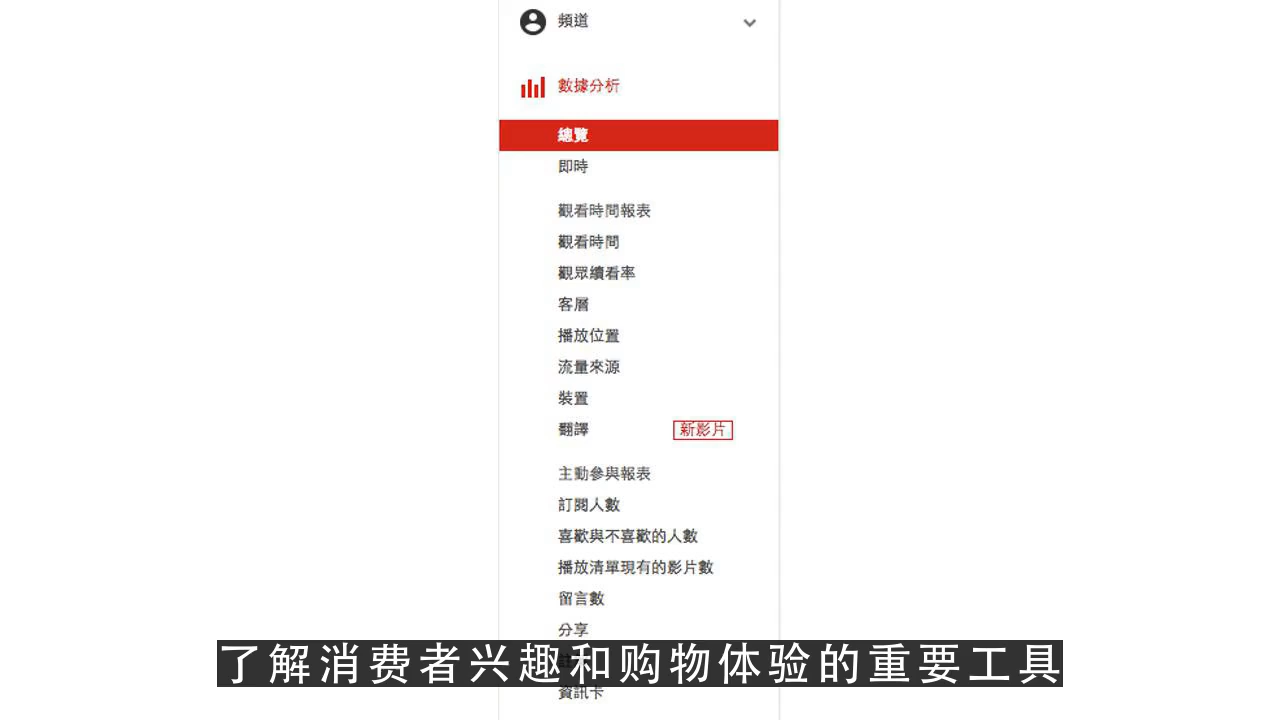 頻道
數據分析
總覽
即時
觀看時間報表
觀看時間
觀眾續看率
客層
播放位置
流量來源
裝置
翻譯 新影片
主動參與報表
訂閱人數
喜歡與不喜歡的人數
播放清單現有的影片數
留言數
分享
了解消费者兴趣和购物体验的重要工具
資訊卡